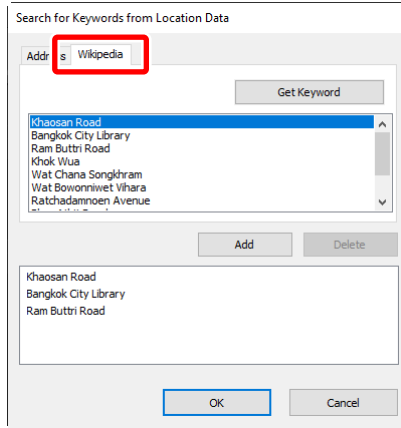 Search for Keywords from Location Data
Addr s Wikipedia
Get Keyword
Khaosan Road
Bangkok City Library
Ram Buttri Road
Khok Wua
Wat Chana Songkhram
Wat Bowonniwet Vihara
Ratchadamnoen Avenue
Add Delete
Khaosan Road
Bangkok City Library
Ram Buttri Road
OK Cancel